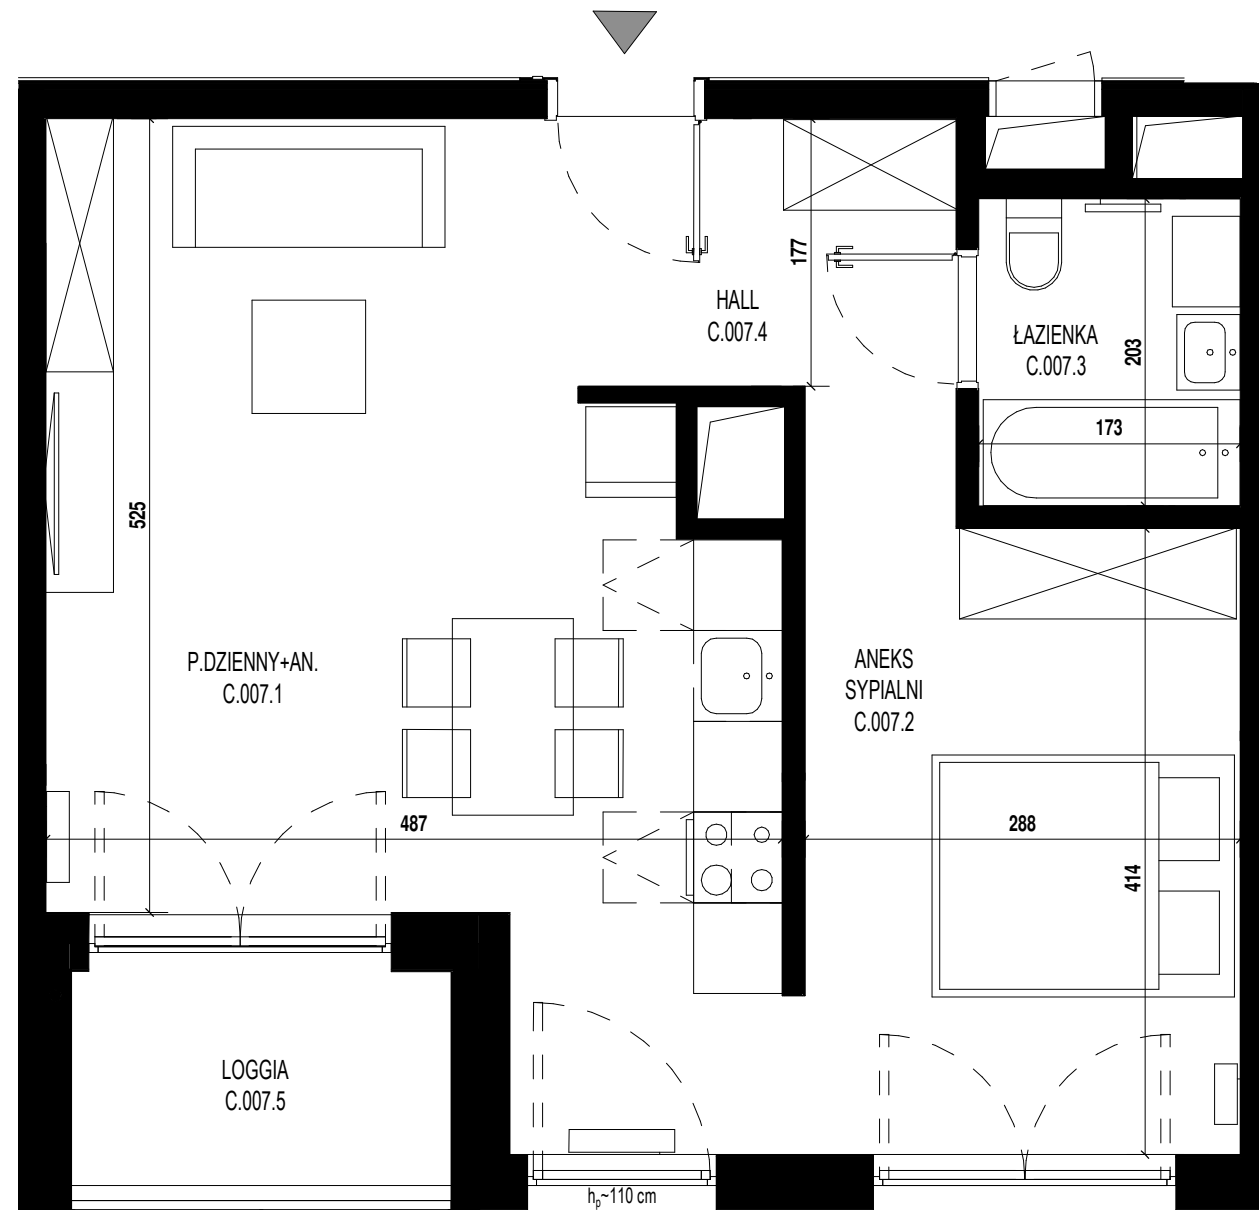 177
HALL
C.007.4
ŁAZIENKA
C.007.3
203
173
525
P.DZIENNY+AN.
C.007.1
ANEKS
SYPIALNI
C.007.2
487
288
414
LOGGIA
C.007.5
hp~110 cm